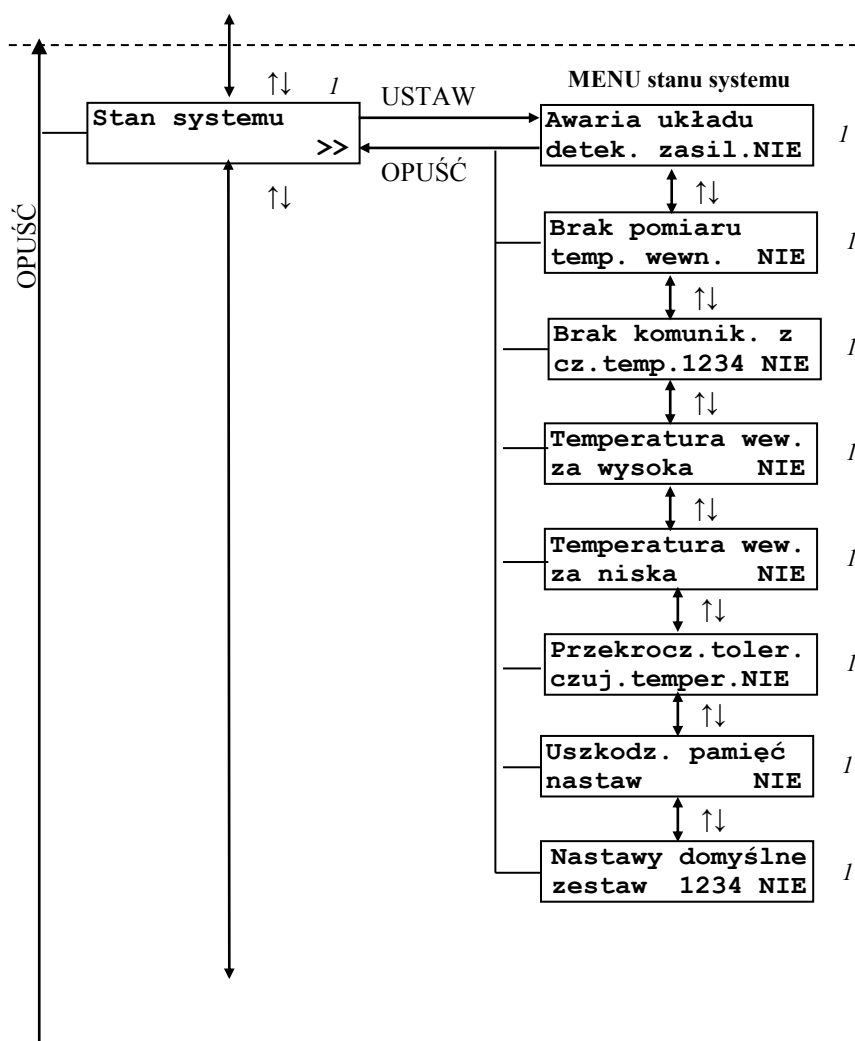 MENU stanu systemu
↑↓ 1
USTAW
Stan systemu
>>
OPUŚĆ
↑↓
OPUŚĆ
Awaria układu
detek. zasil.NIE
1
↑↓
Brak pomiaru
temp. wewn. NIE
1
↑↓
Brak komunik. z
cz.temp.1234 NIE
1
↑↓
Temperatura wew.
za wysoka NIE
1
↑↓
Temperatura wew.
za niska NIE
1
↑↓
Przekrocz.toler.
czuj.temper.NIE
1
↑↓
Uszkodz. pamięć
nastaw NIE
1
↑↓
Nastawy domyślne
zestaw 1234 NIE
1